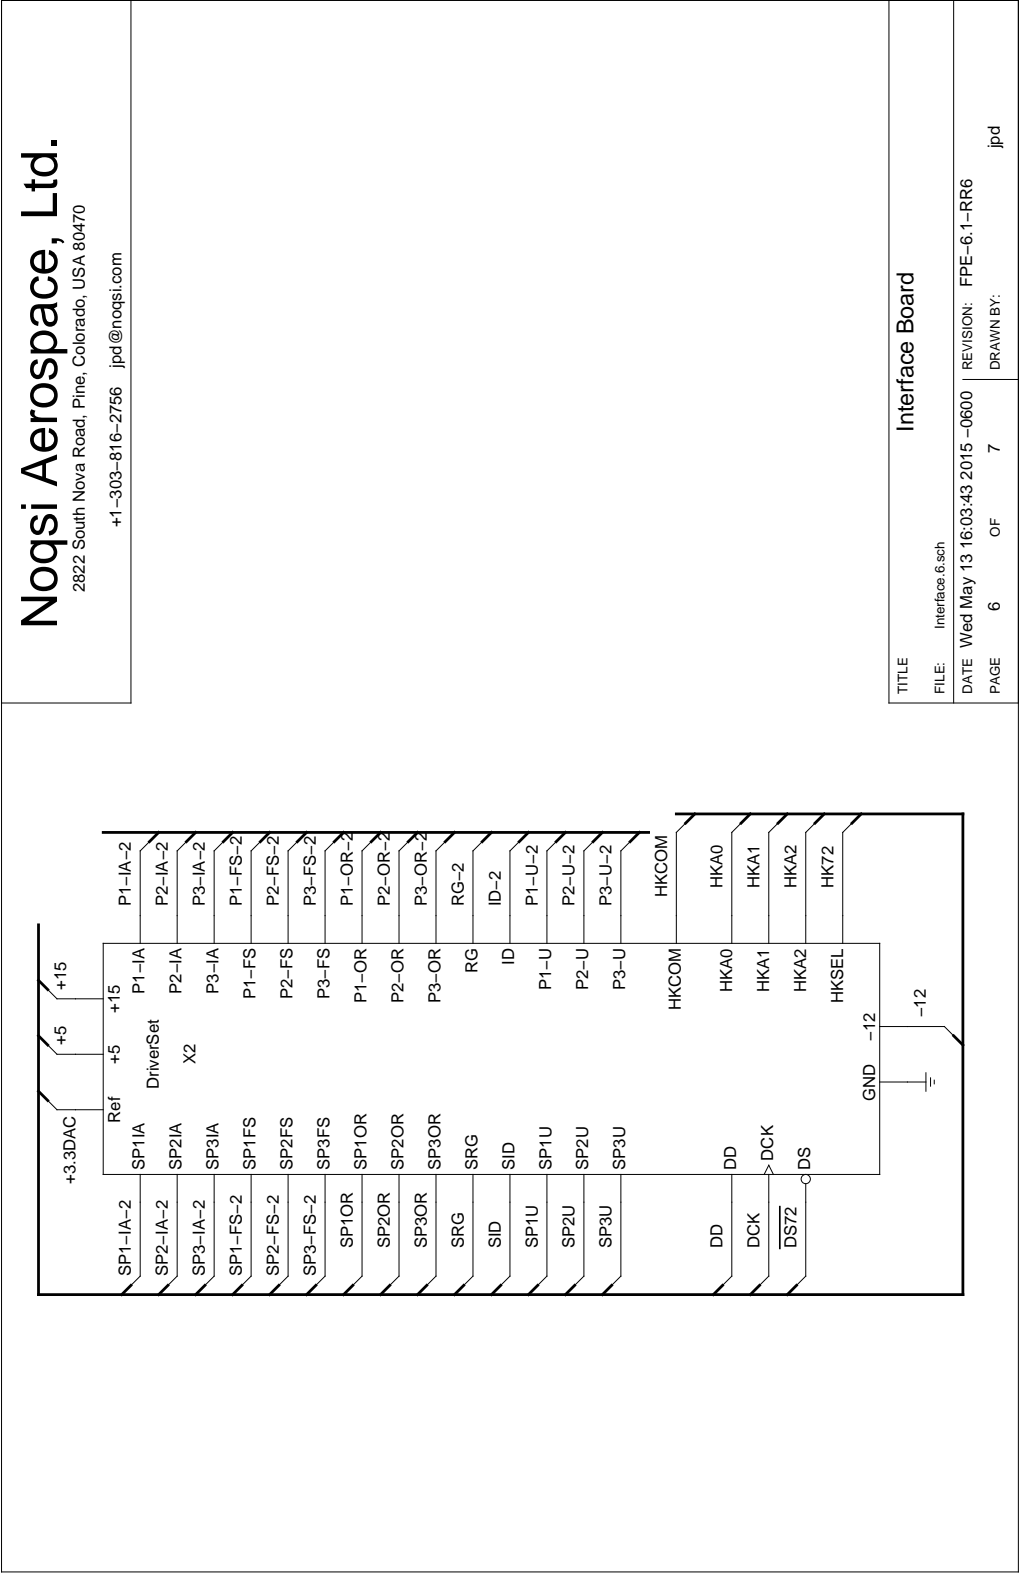 Noqsi Aerospace, Ltd.
2822 South Nova Road, Pine, Colorado, USA 80470
+1−303−816−2756 jpd@noqsi.com
+3.3DAC
+5
+15
Ref
+5
+15
DriverSet
X2
SP1−IA−2
SP1IA
P1−IA
P1−IA−2
SP2−IA−2
SP2IA
P2−IA
P2−IA−2
SP3−IA−2
SP3IA
P3−IA
P3−IA−2
SP1−FS−2
SP1FS
P1−FS
P1−FS−2
SP2−FS−2
SP2FS
P2−FS
P2−FS−2
SP3−FS−2
SP3FS
P3−FS
P3−FS−2
SP1OR
SP1OR
P1−OR
P1−OR−2
SP2OR
SP2OR
P2−OR
P2−OR−2
SP3OR
SP3OR
P3−OR
P3−OR−2
SRG
SRG
RG
RG−2
SID
SID
ID
ID−2
SP1U
SP1U
P1−U
P1−U−2
SP2U
SP2U
P2−U
P2−U−2
SP3U
SP3U
P3−U
P3−U−2
HKCOM
HKCOM
DD
DD
HKA0
HKA0
DCK
DCK
HKA1
HKA1
DS72
DS
HKA2
HKA2
HKSEL
HK72
GND
−12
−12
TITLE
Interface Board
FILE: Interface.6.sch
DATE Wed May 13 16:03:43 2015 −0600
REVISION: FPE−6.1−RR6
PAGE 6 OF 7
DRAWN BY: jpd